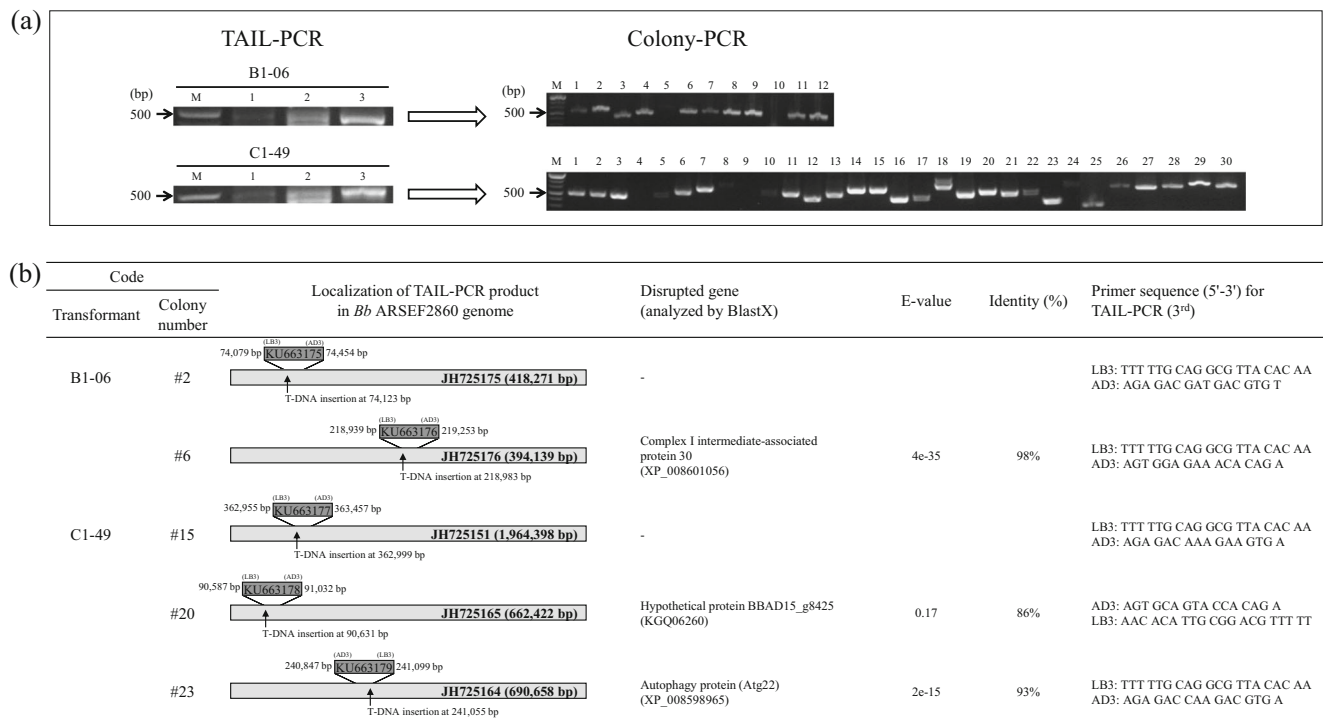 (a)
TAIL-PCR
Colony-PCR
B1-06
(bp)
M 1 2 3
500
(bp)
M 1 2 3 4 5 6 7 8 9 10 11 12
500
C1-49
M 1 2 3
500
M 1 2 3 4 5 6 7 8 9 10 11 12 13 14 15 16 17 18 19 20 21 22 23 24 25 26 27 28 29 30
500
(b)
Code
Transformant
Colony number
Localization of TAIL-PCR product
in Bb ARSEF2860 genome
Disrupted gene
(analyzed by BlastX)
E-value
Identity (%)
Primer sequence (5'-3') for
TAIL-PCR (3rd)
B1-06
#2
(LB3) (AD3)
74,079 bp KU663175 74,454 bp
JH725175 (418,271 bp)
T-DNA insertion at 74,123 bp
-
LB3: TTT TTG CAG GCG TTA CAC AA
AD3: AGA GAC GAT GAC GTG T
#6
(LB3) (AD3)
218,939 bp KU663176 219,253 bp
JH725176 (394,139 bp)
T-DNA insertion at 218,983 bp
Complex I intermediate-associated
protein 30
(XP_008601056)
4e-35
98%
LB3: TTT TTG CAG GCG TTA CAC AA
AD3: AGT GGA GAA ACA CAG A
C1-49
#15
(LB3) (AD3)
362,955 bp KU663177 363,457 bp
JH725151 (1,964,398 bp)
T-DNA insertion at 362,999 bp
-
LB3: TTT TTG CAG GCG TTA CAC AA
AD3: AGA GAC AAA GAA GTG A
#20
(LB3) (AD3)
90,587 bp KU663178 91,032 bp
JH725165 (662,422 bp)
T-DNA insertion at 90,631 bp
Hypothetical protein BBAD15_g8425
(KGQ06260)
0.17
86%
AD3: AGT GCA GTA CCA CAG A
LB3: AAC ACA TTG CGG ACG TTT TT
#23
(AD3) (LB3)
240,847 bp KU663179 241,099 bp
JH725164 (690,658 bp)
T-DNA insertion at 241,055 bp
Autophagy protein (Atg22)
(XP_008598965)
2e-15
93%
LB3: TTT TTG CAG GCG TTA CAC AA
AD3: AGA GAC CAA GAC GTG A